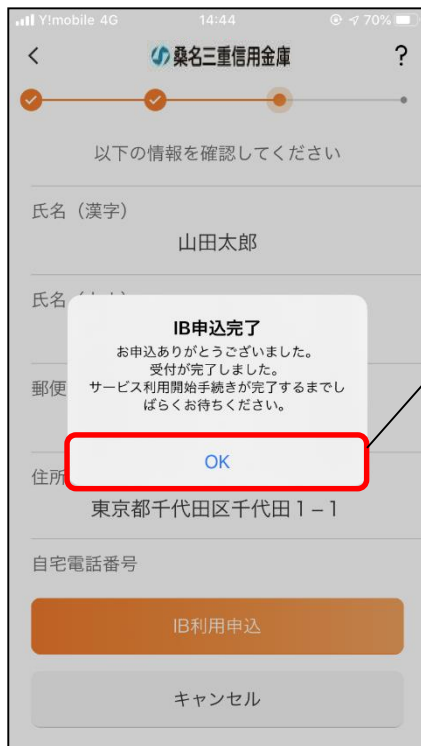 Y!mobile 4G 14:44 70%
桑名三重信用金庫 ?
以下の情報を確認してください
氏名（漢字）
山田太郎
氏名
IB申込完了
お申込ありがとうございました。
受付が完了しました。
サービス利用開始手続きが完了するまでし
ばらくお待ちください。
郵便
OK
住所
東京都千代田区千代田１−１
自宅電話番号
IB利用申込
キャンセル